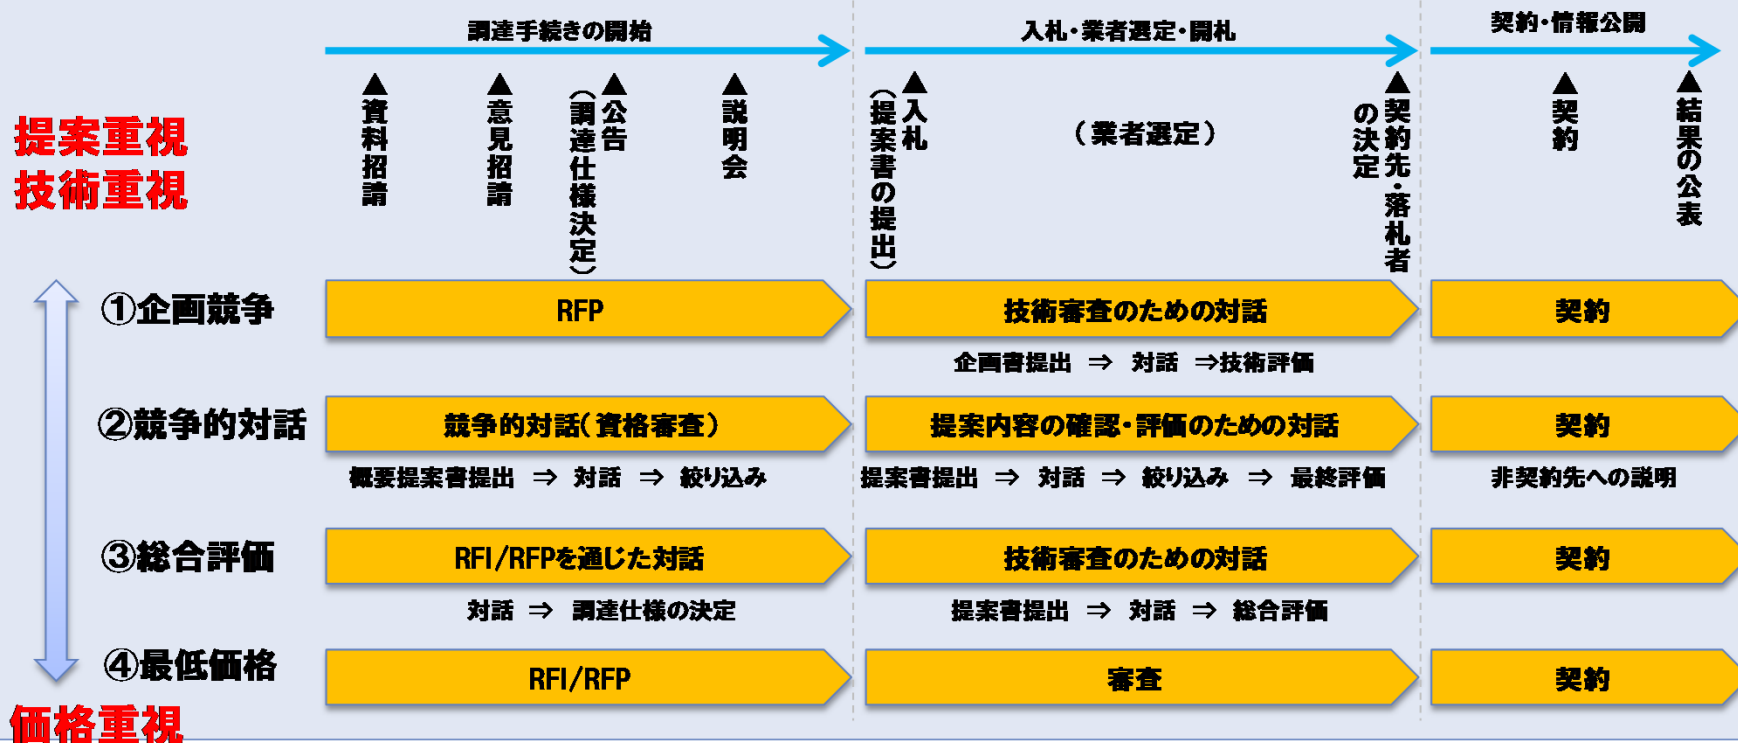 調達手続きの開始
入札・業者選定・開札
契約・情報公開
▲資料招請
▲意見招請
▲公告
（調達仕様決定）
▲説明会
▲入札
（提案書の提出）
（業者選定）
▲契約先・落札者
の決定
▲契約
▲結果の公表
提案重視
技術重視
①企画競争
RFP
技術審査のための対話
契約
企画書提出 ⇒ 対話 ⇒技術評価
②競争的対話
競争的対話（資格審査）
提案内容の確認・評価のための対話
契約
概要提案書提出 ⇒ 対話 ⇒ 絞り込み
提案書提出 ⇒ 対話 ⇒ 絞り込み ⇒ 最終評価
非契約先への説明
③総合評価
RFI/RFPを通じた対話
技術審査のための対話
契約
対話 ⇒ 調達仕様の決定
提案書提出 ⇒ 対話 ⇒ 総合評価
④最低価格
RFI/RFP
審査
契約
価格重視